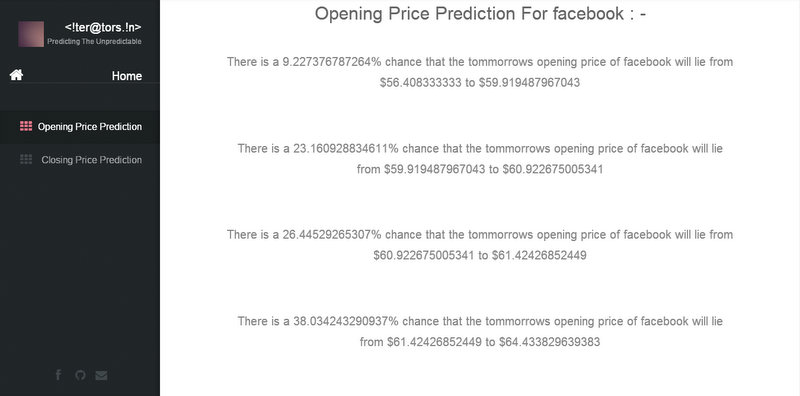 <!ter@tors.!n>
Predicting The Unpredictable
Home
Opening Price Prediction
Closing Price Prediction
Opening Price Prediction For facebook : -
There is a 9.227376787264% chance that the tommorrows opening price of facebook will lie from
$56.408333333 to $59.919487967043
There is a 23.160928834611% chance that the tommorrows opening price of facebook will lie
from $59.919487967043 to $60.922675005341
There is a 26.44529265307% chance that the tommorrows opening price of facebook will lie from
$60.922675005341 to $61.42426852449
There is a 38.034243290937% chance that the tommorrows opening price of facebook will lie
from $61.42426852449 to $64.433829639383